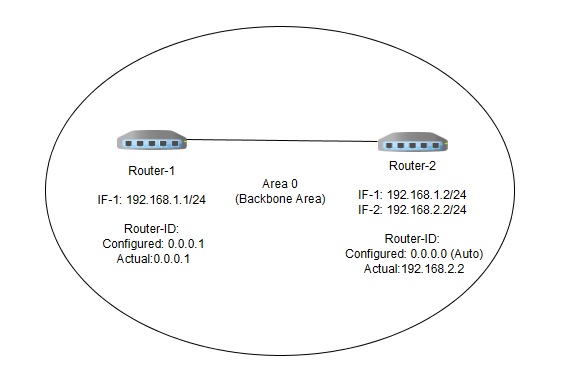 Router-1
IF-1: 192.168.1.1/24
Router-ID:
Configured: 0.0.0.1
Actual:0.0.0.1
Area 0
(Backbone Area)
Router-2
IF-1: 192.168.1.2/24
IF-2: 192.168.2.2/24
Router-ID:
Configured: 0.0.0.0 (Auto)
Actual:192.168.2.2